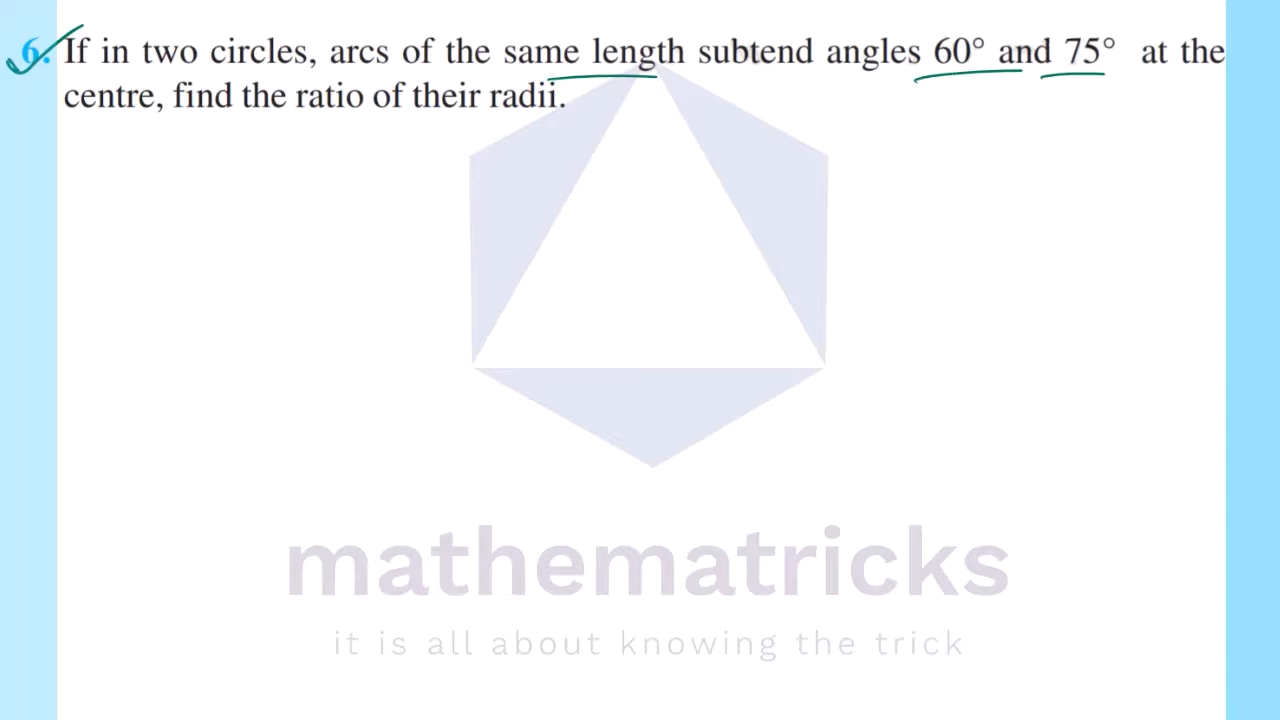 6. If in two circles, arcs of the same length subtend angles 60° and 75° at the
centre, find the ratio of their radii.
mathematricks
it is all about knowing the trick